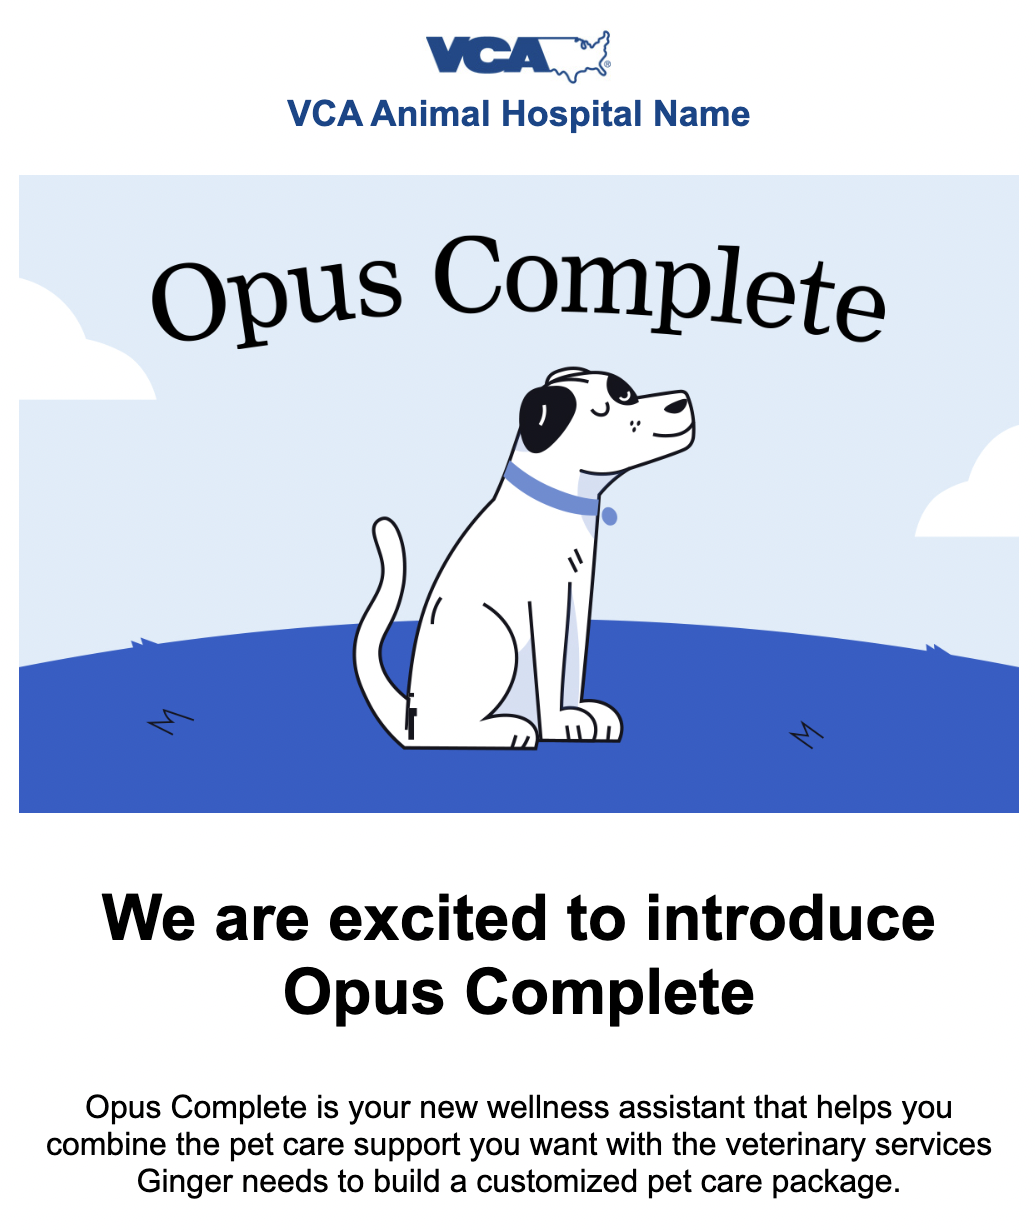 VCA®
VCA Animal Hospital Name
Opus Complete
We are excited to introduce
Opus Complete
Opus Complete is your new wellness assistant that helps you
combine the pet care support you want with the veterinary services
Ginger needs to build a customized pet care package.